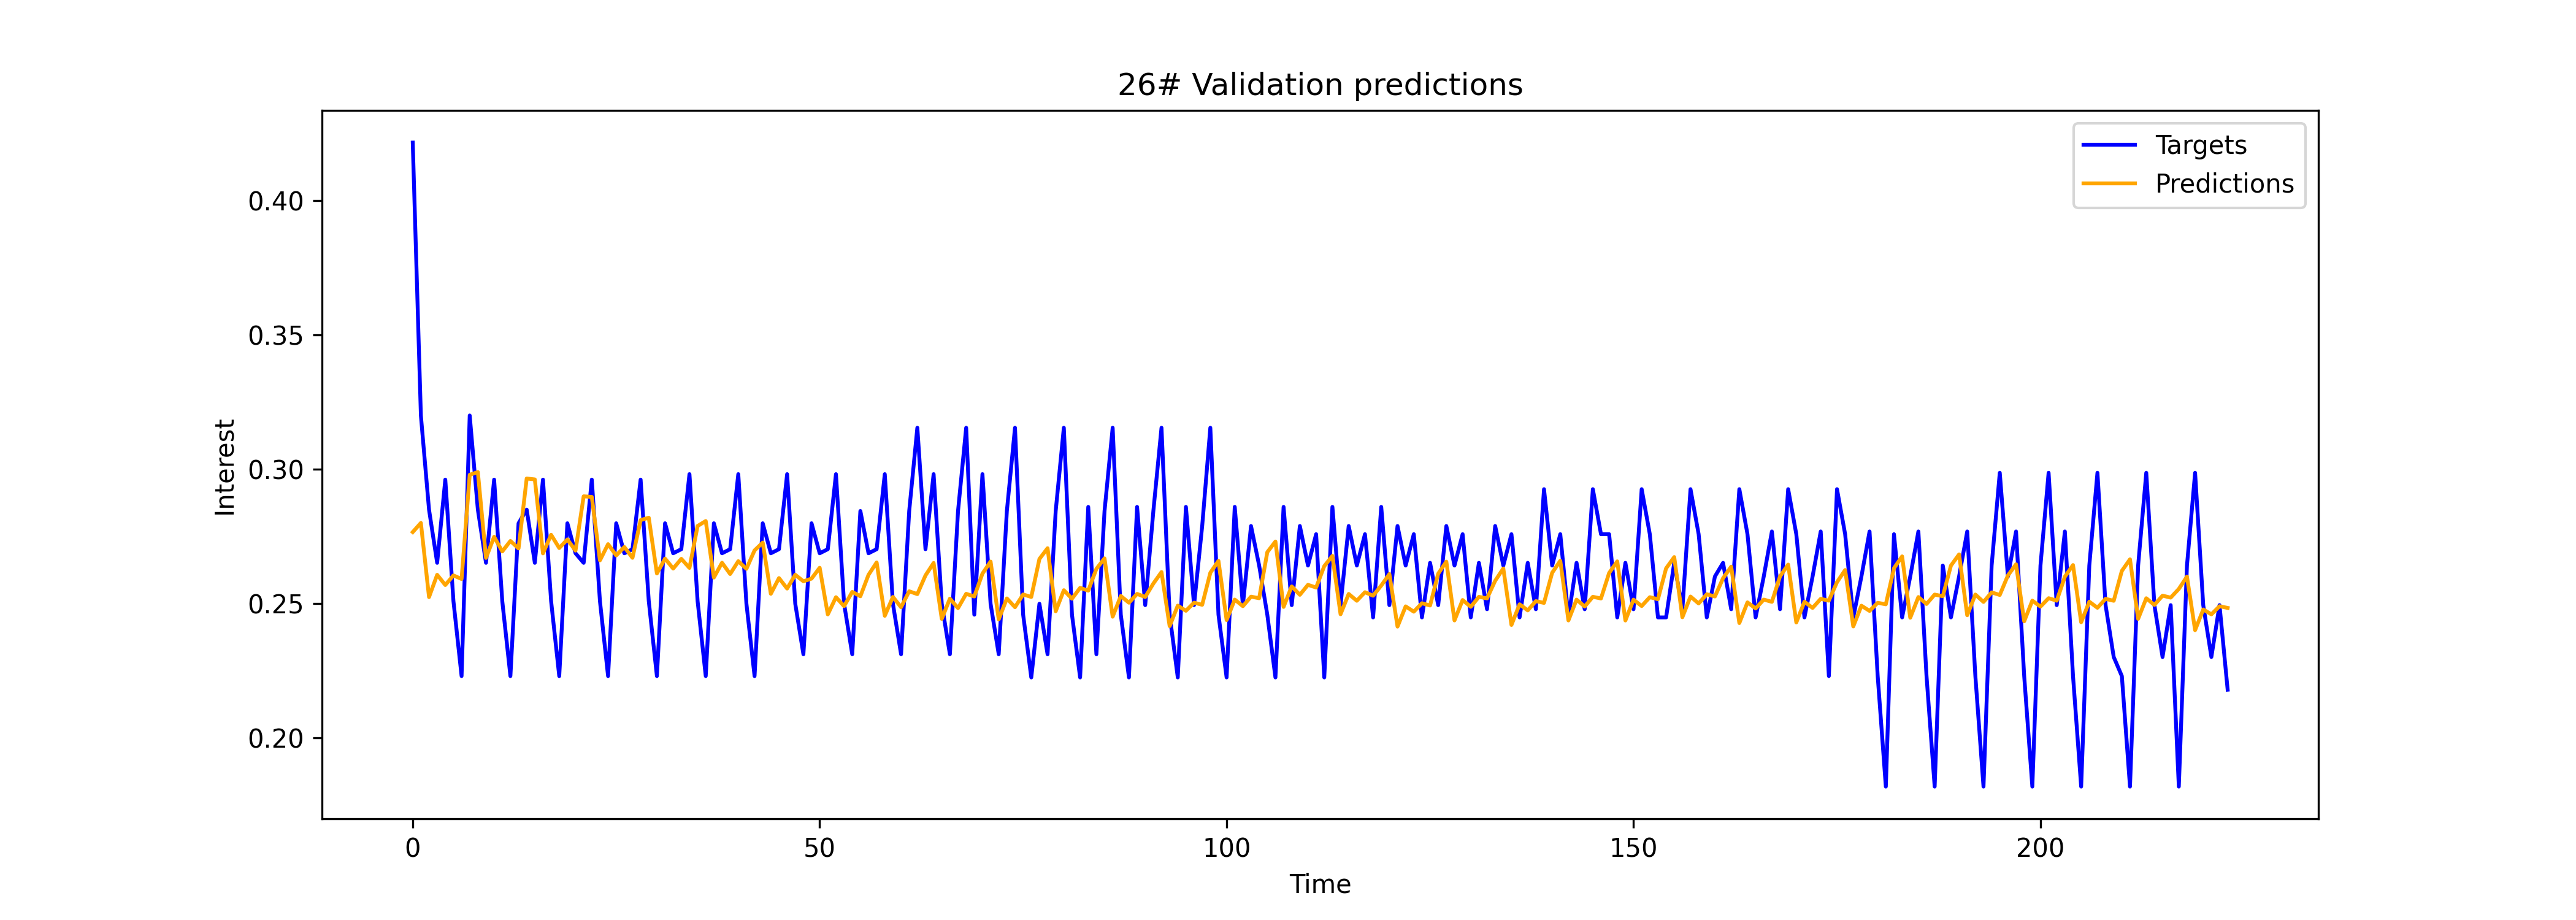 26# Validation predictions
Targets
Predictions
0.40
0.35
0.30
0.25
0.20
Interest
0 50 100 150 200
Time